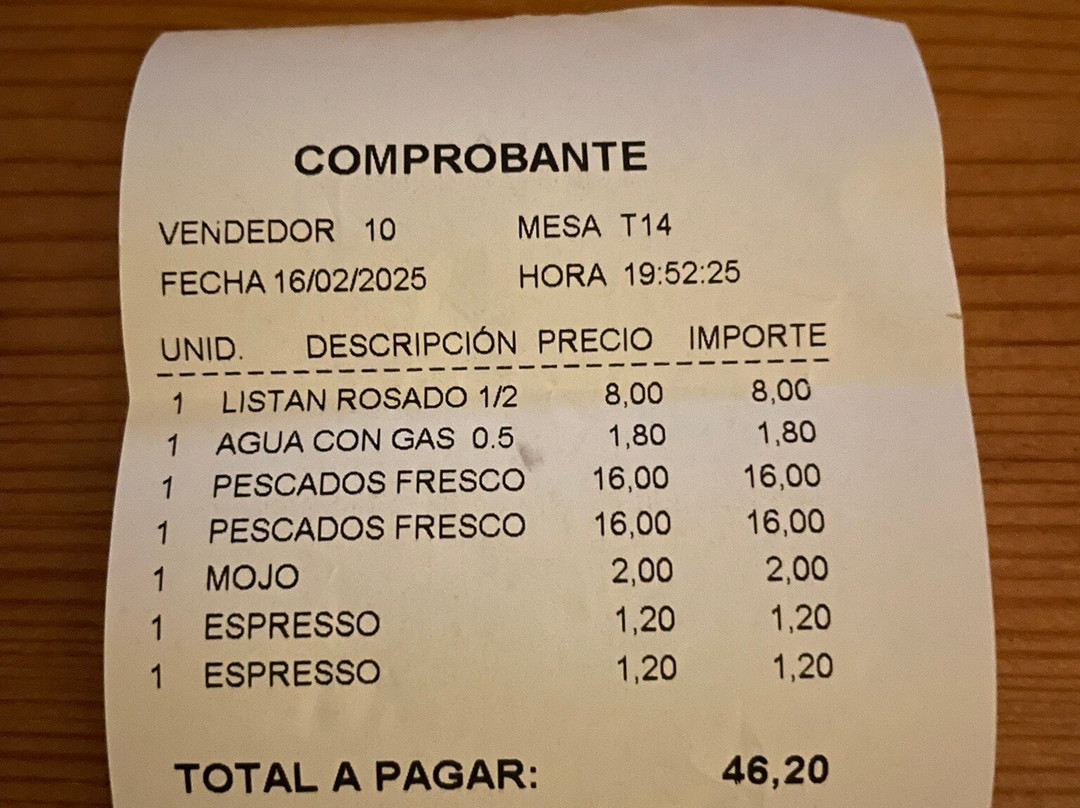 COMPROBANTE
VENDEDOR 10 MESA T14
FECHA 16/02/2025 HORA 19:52:25
UNID. DESCRIPCIÓN PRECIO IMPORTE
1 LISTAN ROSADO 1/2 8,00 8,00
1 AGUA CON GAS 0.5 1,80 1,80
1 PESCADOS FRESCO 16,00 16,00
1 PESCADOS FRESCO 16,00 16,00
1 MOJO 2,00 2,00
1 ESPRESSO 1,20 1,20
1 ESPRESSO 1,20 1,20
TOTAL A PAGAR: 46,20